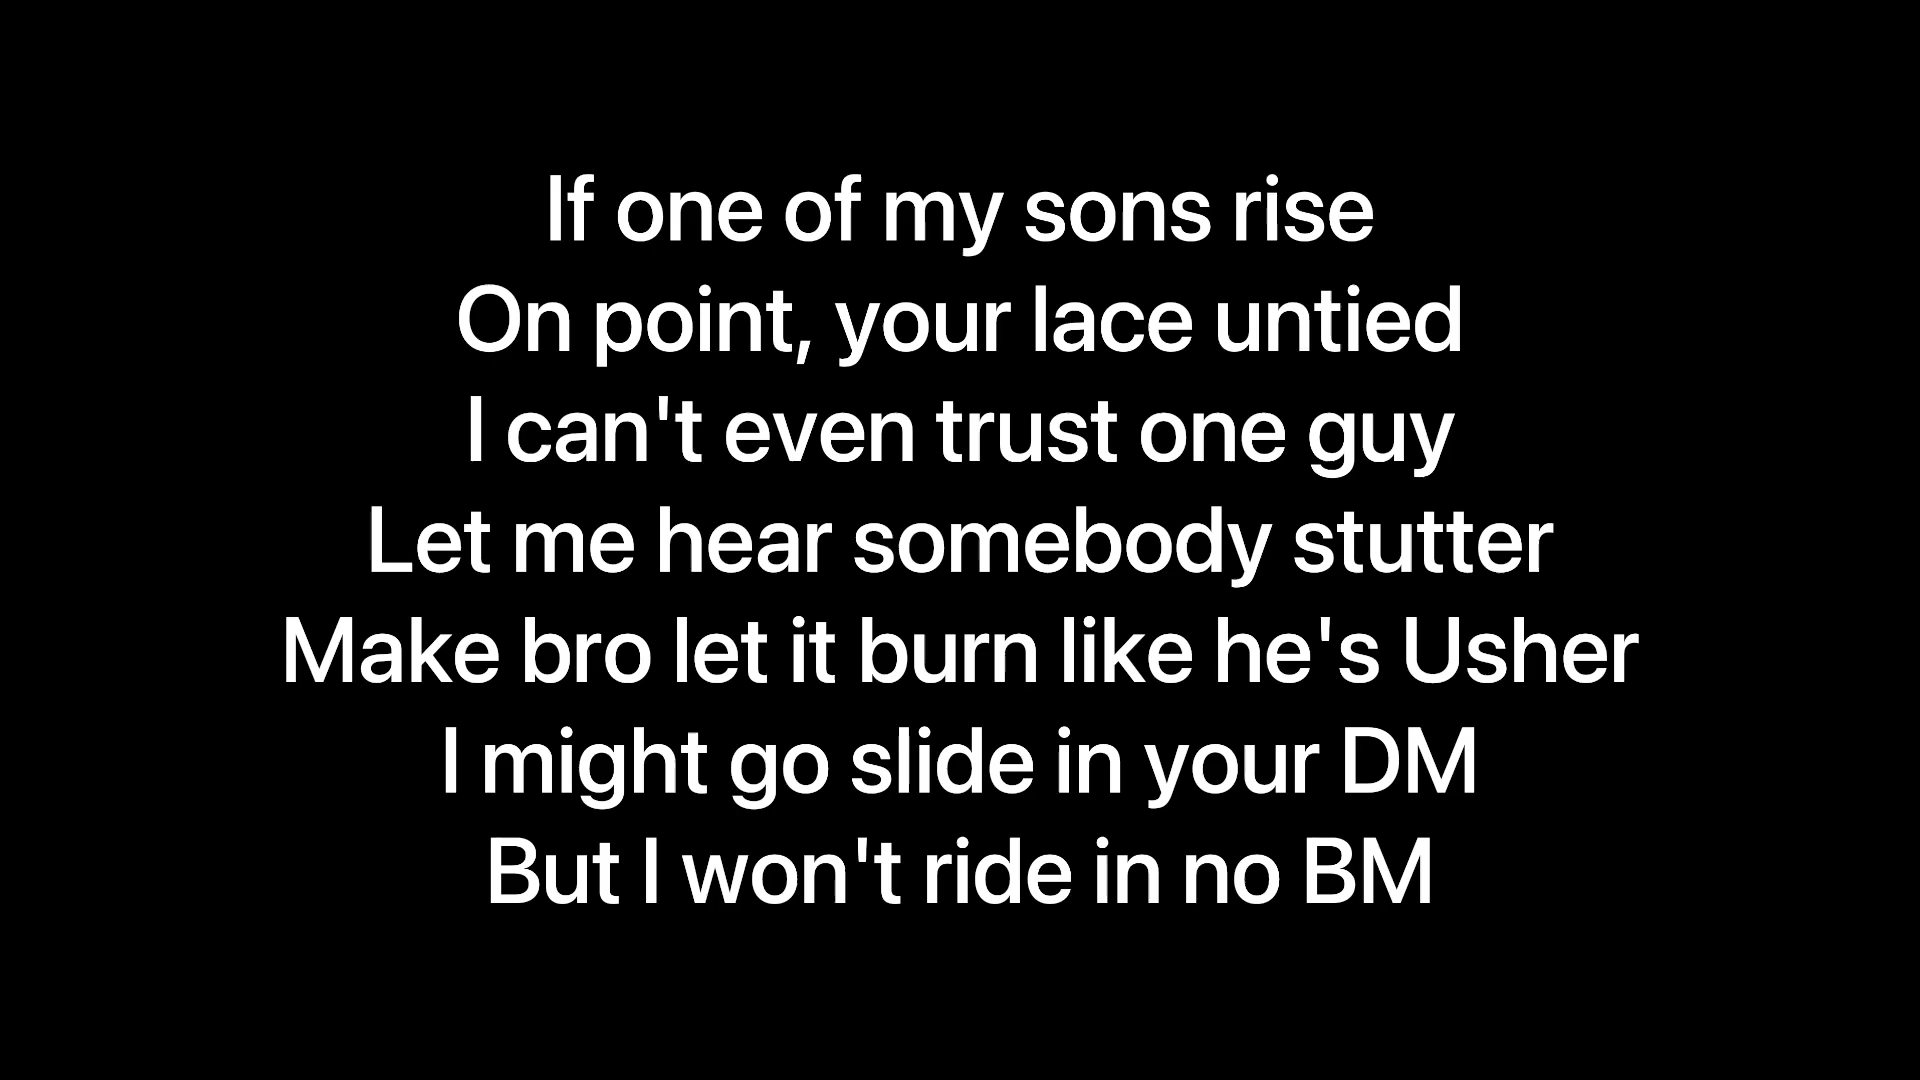 If one of my sons rise
On point, your lace untied
I can't even trust one guy
Let me hear somebody stutter
Make bro let it burn like he's Usher
I might go slide in your DM
But I won't ride in no BM